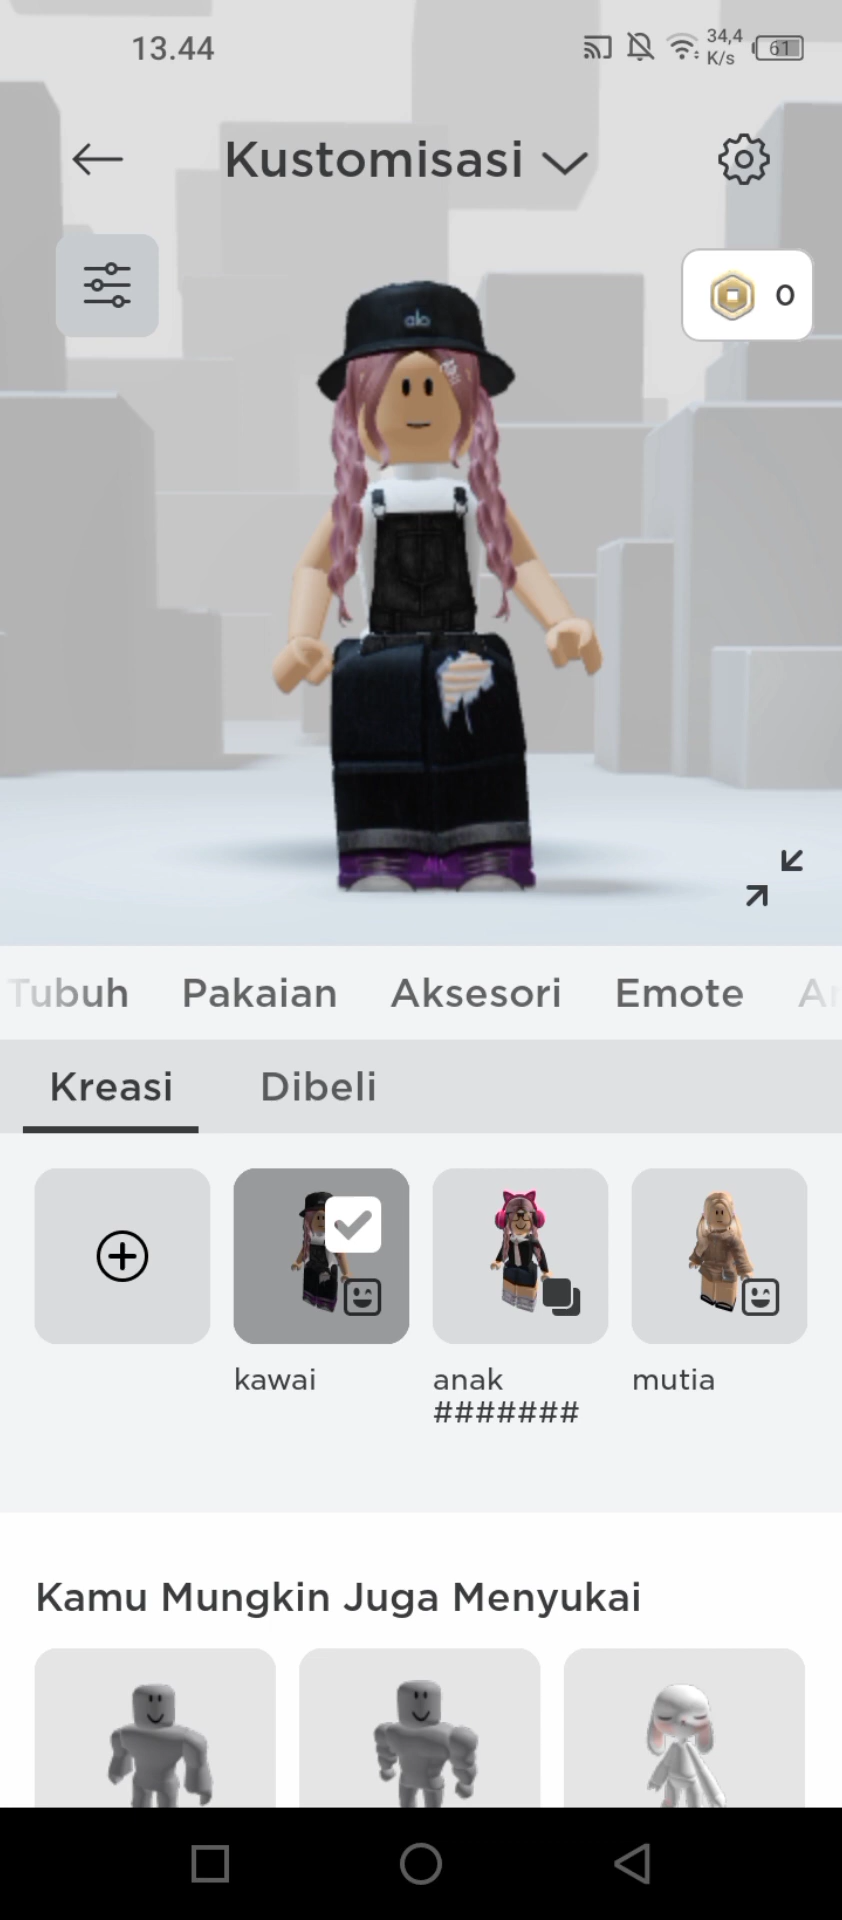 13.44
34,4
K/s
61
Kustomisasi
0
alo
Tubuh Pakaian Aksesori Emote
Kreasi Dibeli
kawai
anak
#######
mutia
Kamu Mungkin Juga Menyukai